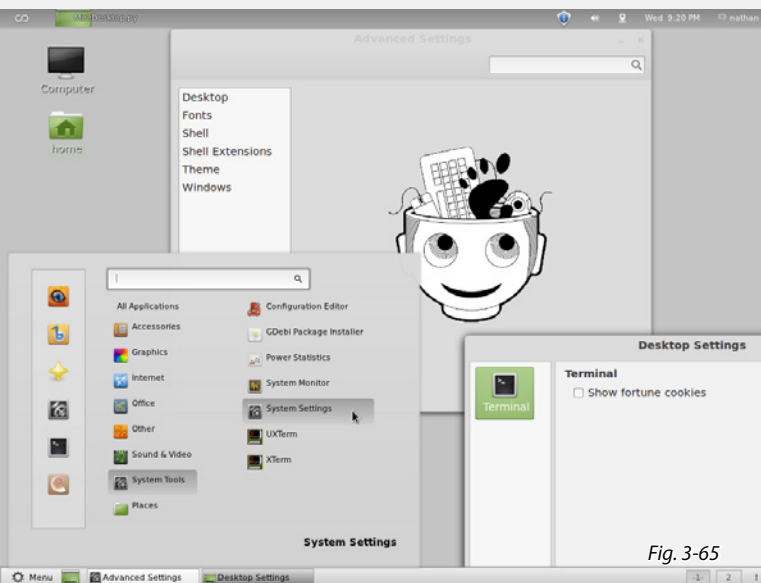 MintDesktop.py
Wed 9:20 PM
nathan
Advanced Settings
Computer
home
Desktop
Fonts
Shell
Shell Extensions
Theme
Windows
All Applications
Accessories
Graphics
Internet
Office
Other
Sound & Video
System Tools
Places
Configuration Editor
GDebi Package Installer
Power Statistics
System Monitor
System Settings
UXTerm
XTerm
System Settings
Desktop Settings
Terminal
Terminal
Show fortune cookies
Fig. 3-65
Menu
Advanced Settings
Desktop Settings
-1-
2
!